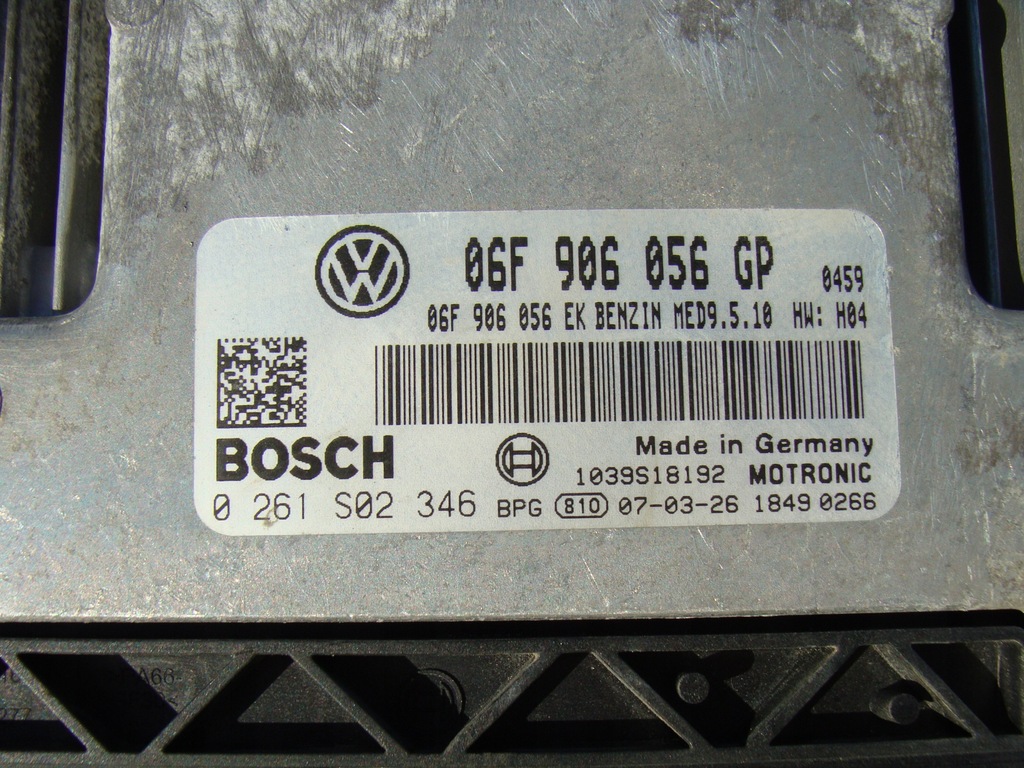 06F 906 056 GP 0459
06F 906 056 EK BENZIN MED9.5.10 HW: H04
BOSCH
Made in Germany
1039S18192 MOTRONIC
0 261 S02 346 BPG 810 07-03-26 1849 0266